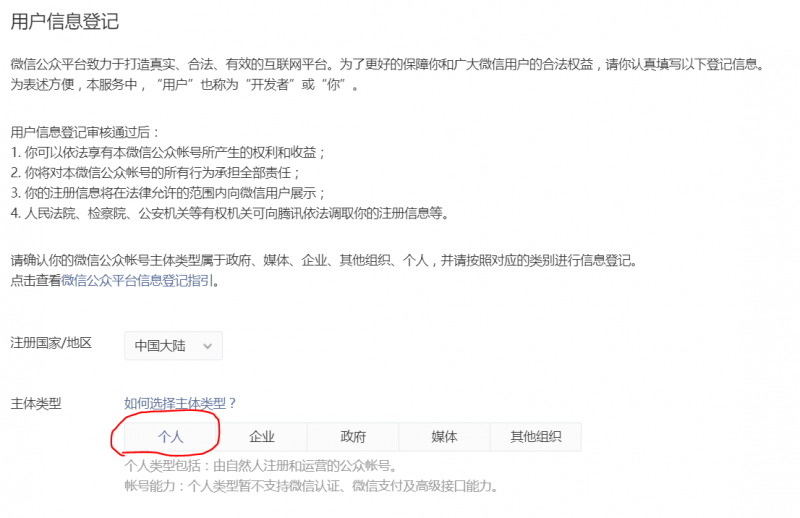 用户信息登记
微信公众平台致力于打造真实、合法、有效的互联网平台。为了更好的保障你和广大微信用户的合法权益，请你认真填写以下登记信息。
为表述方便，本服务中，“用户”也称为“开发者”或“你”。
用户信息登记审核通过后：
1. 你可以依法享有本微信公众帐号所产生的权利和收益；
2. 你将对本微信公众帐号的所有行为承担全部责任；
3. 你的注册信息将在法律允许的范围内向微信用户展示；
4. 人民法院、检察院、公安机关等有权机关可向腾讯依法调取你的注册信息等。
请确认你的微信公众帐号主体类型属于政府、媒体、企业、其他组织、个人，并请按照对应的类别进行信息登记。
点击查看微信公众平台信息登记指引。
注册国家/地区 中国大陆
主体类型 如何选择主体类型？
个人 企业 政府 媒体 其他组织
个人类型包括：由自然人注册和运营的公众帐号。
帐号能力：个人类型暂不支持微信认证、微信支付及高级接口能力。